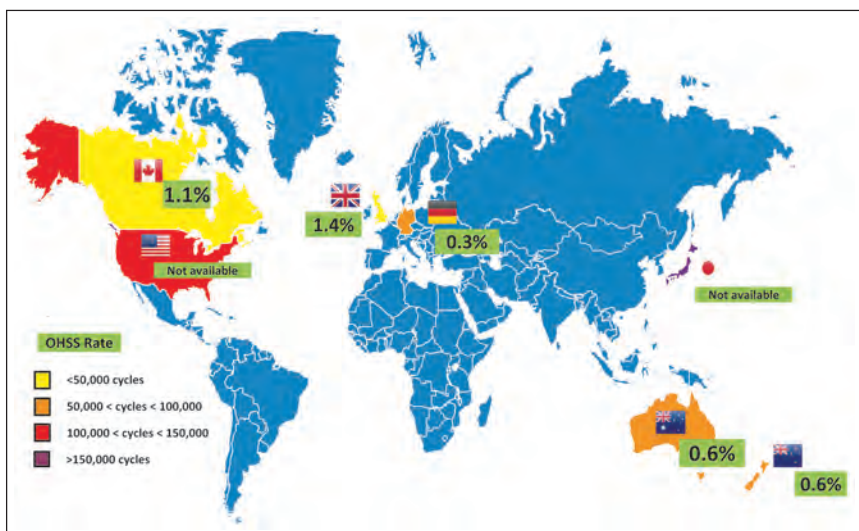 1.1%
1.4%
0.3%
Not available
Not available
OHSS Rate
<50,000 cycles
50,000 < cycles < 100,000
100,000 < cycles < 150,000
>150,000 cycles
0.6%
0.6%